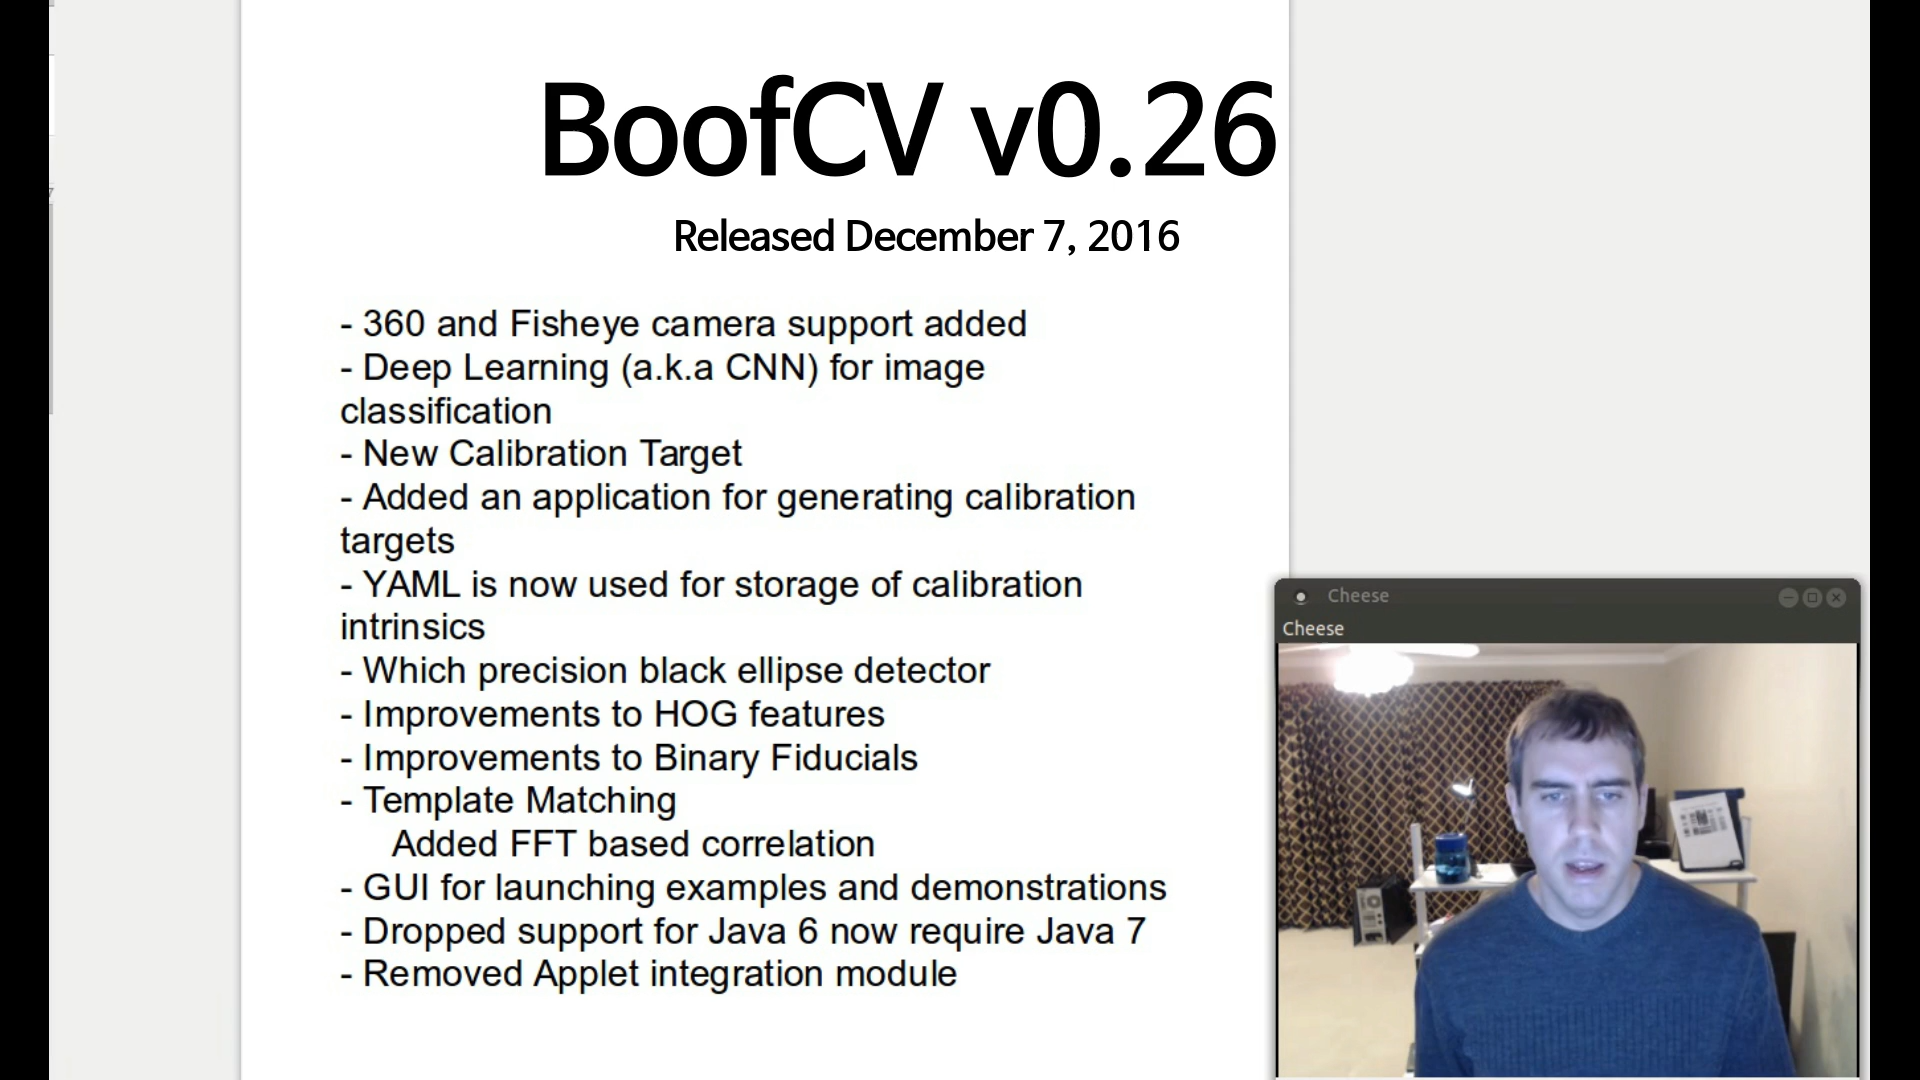 BoofCV v0.26
Released December 7, 2016
- 360 and Fisheye camera support added
- Deep Learning (a.k.a CNN) for image
classification
- New Calibration Target
- Added an application for generating calibration
targets
- YAML is now used for storage of calibration
intrinsics
- Which precision black ellipse detector
- Improvements to HOG features
- Improvements to Binary Fiducials
- Template Matching
Added FFT based correlation
- GUI for launching examples and demonstrations
- Dropped support for Java 6 now require Java 7
- Removed Applet integration module
Cheese
Cheese